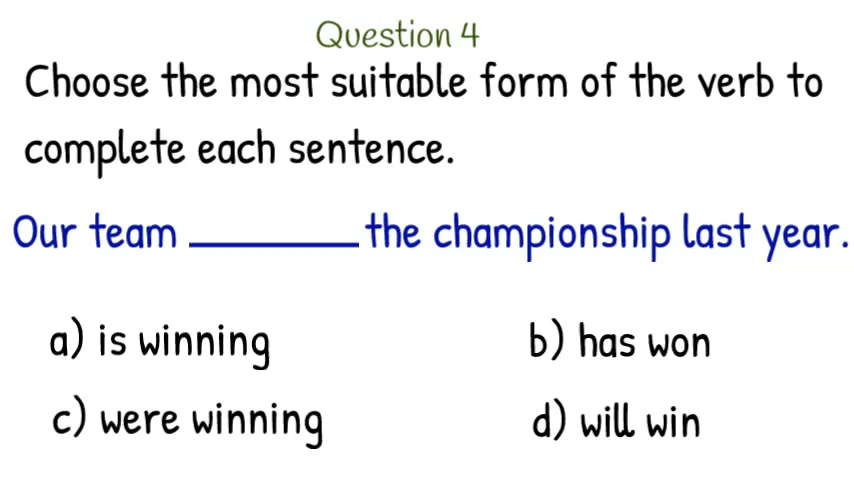 Question 4
Choose the most suitable form of the verb to
complete each sentence.
Our team ________ the championship last year.
a) is winning b) has won
c) were winning d) will win